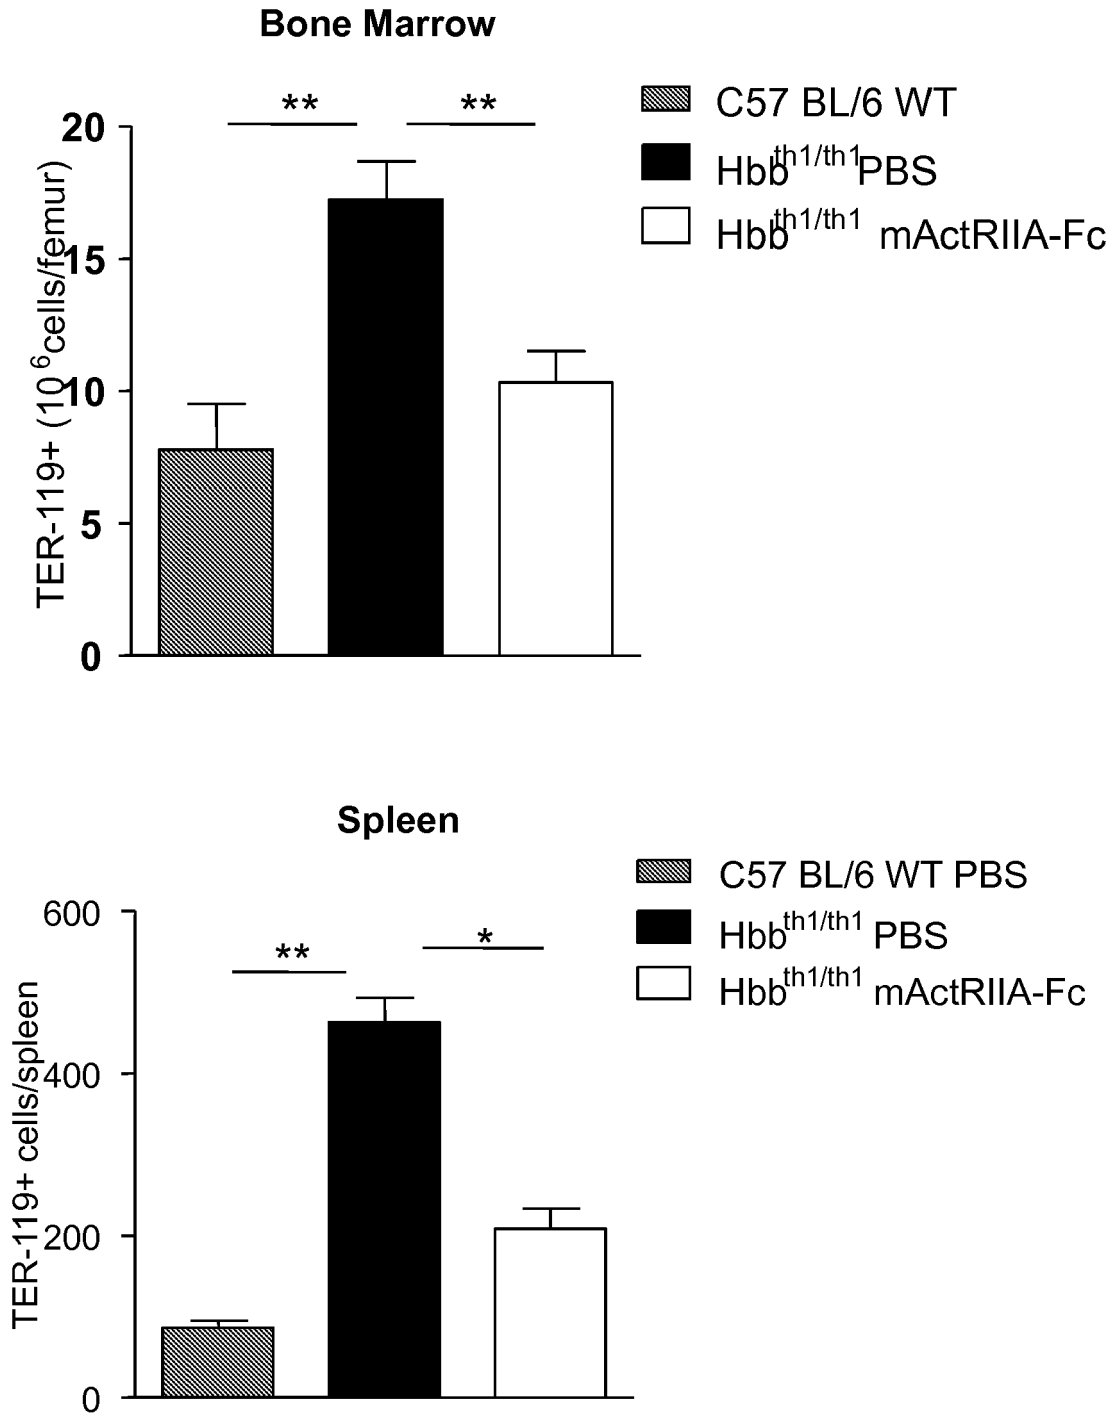 Bone Marrow
** **
C57 BL/6 WT
Hbbth1/th1PBS
Hbbth1/th1 mActRIIA-Fc
TER-119+ (106cells/femur)
20
15
10
5
0
Spleen
** *
C57 BL/6 WT PBS
Hbbth1/th1 PBS
Hbbth1/th1 mActRIIA-Fc
TER-119+ cells/spleen
600
400
200
0